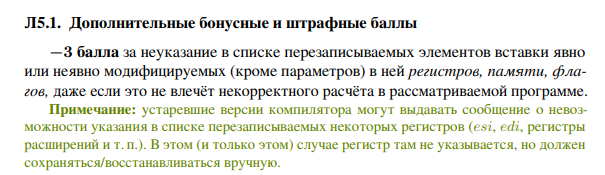 Л5.1. Дополнительные бонусные и штрафные баллы
−3 балла за неуказание в списке перезаписываемых элементов вставки явно
или неявно модифицируемых (кроме параметров) в ней регистров, памяти, фла-
гов, даже если это не влечёт некорректного расчёта в рассматриваемой программе.
Примечание: устаревшие версии компилятора могут выдавать сообщение о невоз-
можности указания в списке перезаписываемых некоторых регистров (esi, edi, регистры
расширений и т. п.). В этом (и только этом) случае регистр там не указывается, но должен
сохраняться/восстанавливаться вручную.